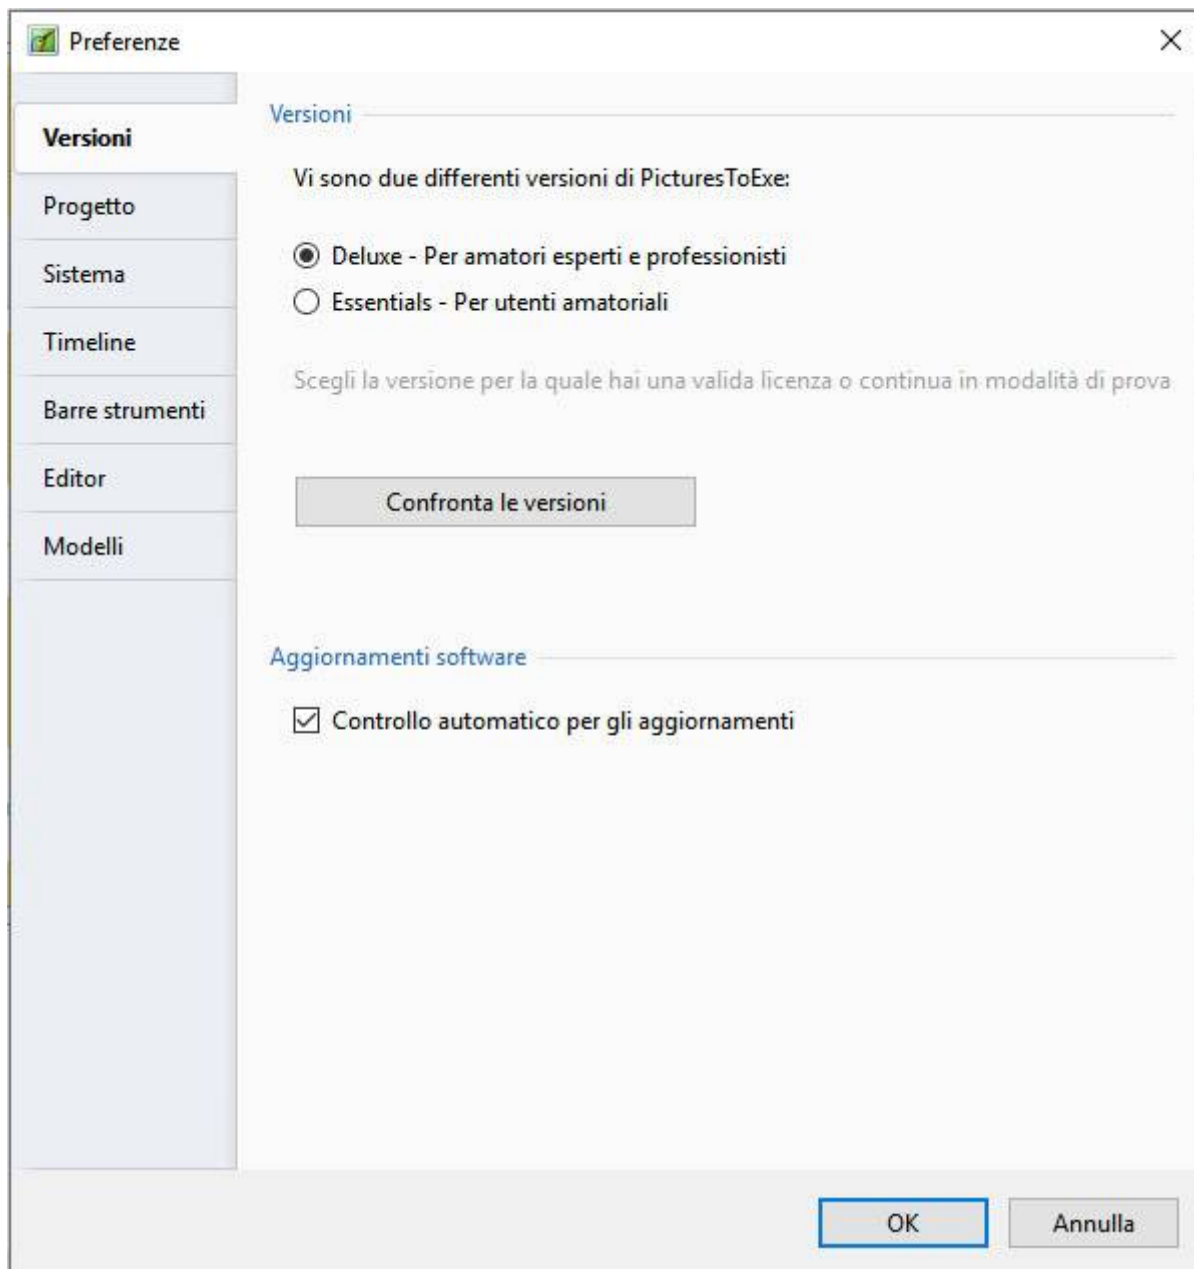 Preferenze
Versioni
Progetto
Sistema
Timeline
Barre strumenti
Editor
Modelli
Versioni
Vi sono due differenti versioni di PicturesToExe:
Deluxe - Per amatori esperti e professionisti
Essentials - Per utenti amatoriali
Scegli la versione per la quale hai una valida licenza o continua in modalità di prova
Confronta le versioni
Aggiornamenti software
Controllo automatico per gli aggiornamenti
OK
Annulla